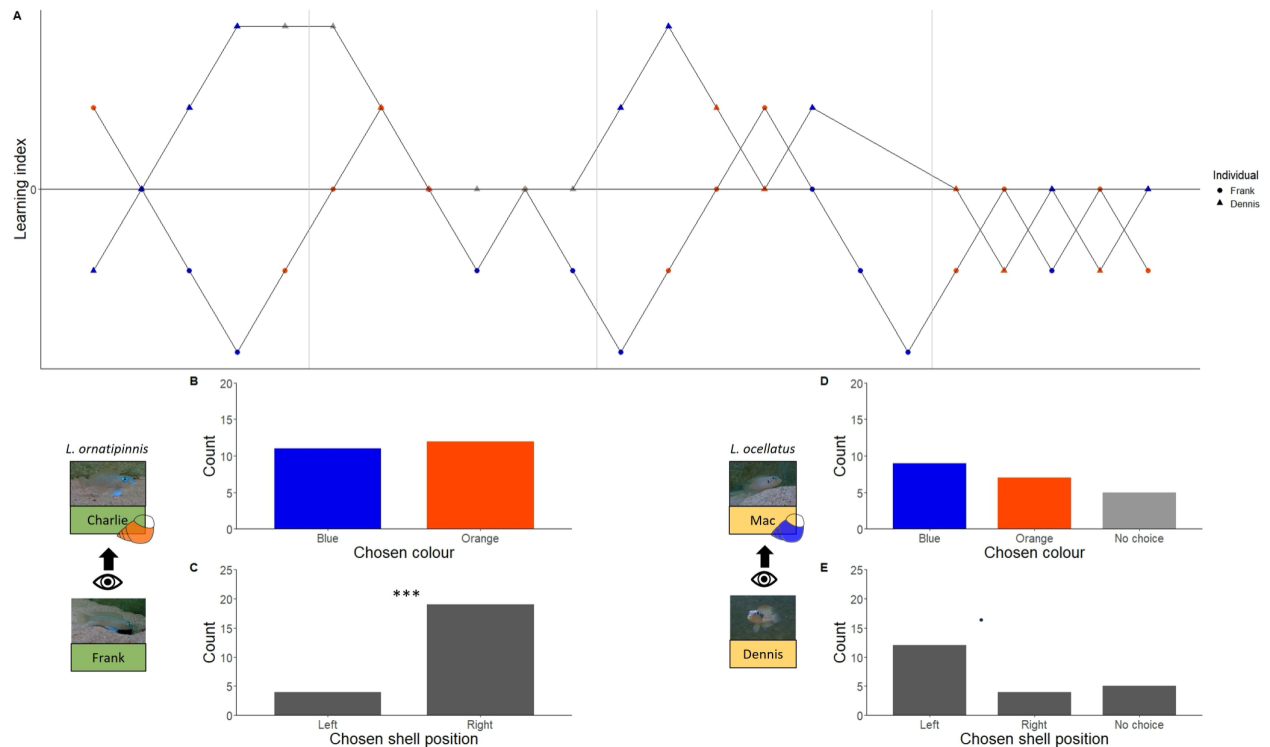 A
Learning index
0
Individual
Frank
Dennis
B
20
15
10
5
0
Count
Blue
Orange
Chosen colour
L. ornatipinnis
Charlie
Frank
C
25
20
15
10
5
0
Count
***
Left
Right
Chosen shell position
D
20
15
10
5
0
Count
Blue
Orange
No choice
Chosen colour
L. ocellatus
Mac
Dennis
E
25
20
15
10
5
0
Count
Left
Right
No choice
Chosen shell position